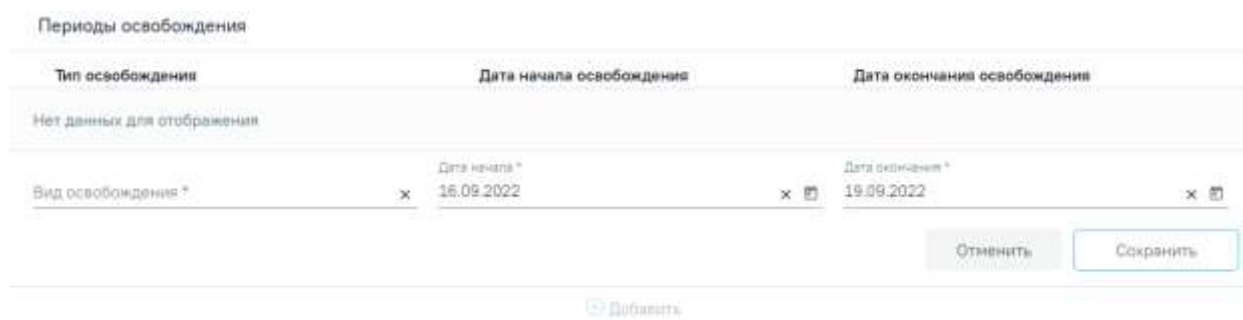 Периоды освобождения
Тип освобождения Дата начала освобождения Дата окончания освобождения
Нет данных для отображения
Дата начала * Дата окончания *
Вид освобождения * 16.09.2022 19.09.2022
Отменить Сохранить
Добавить